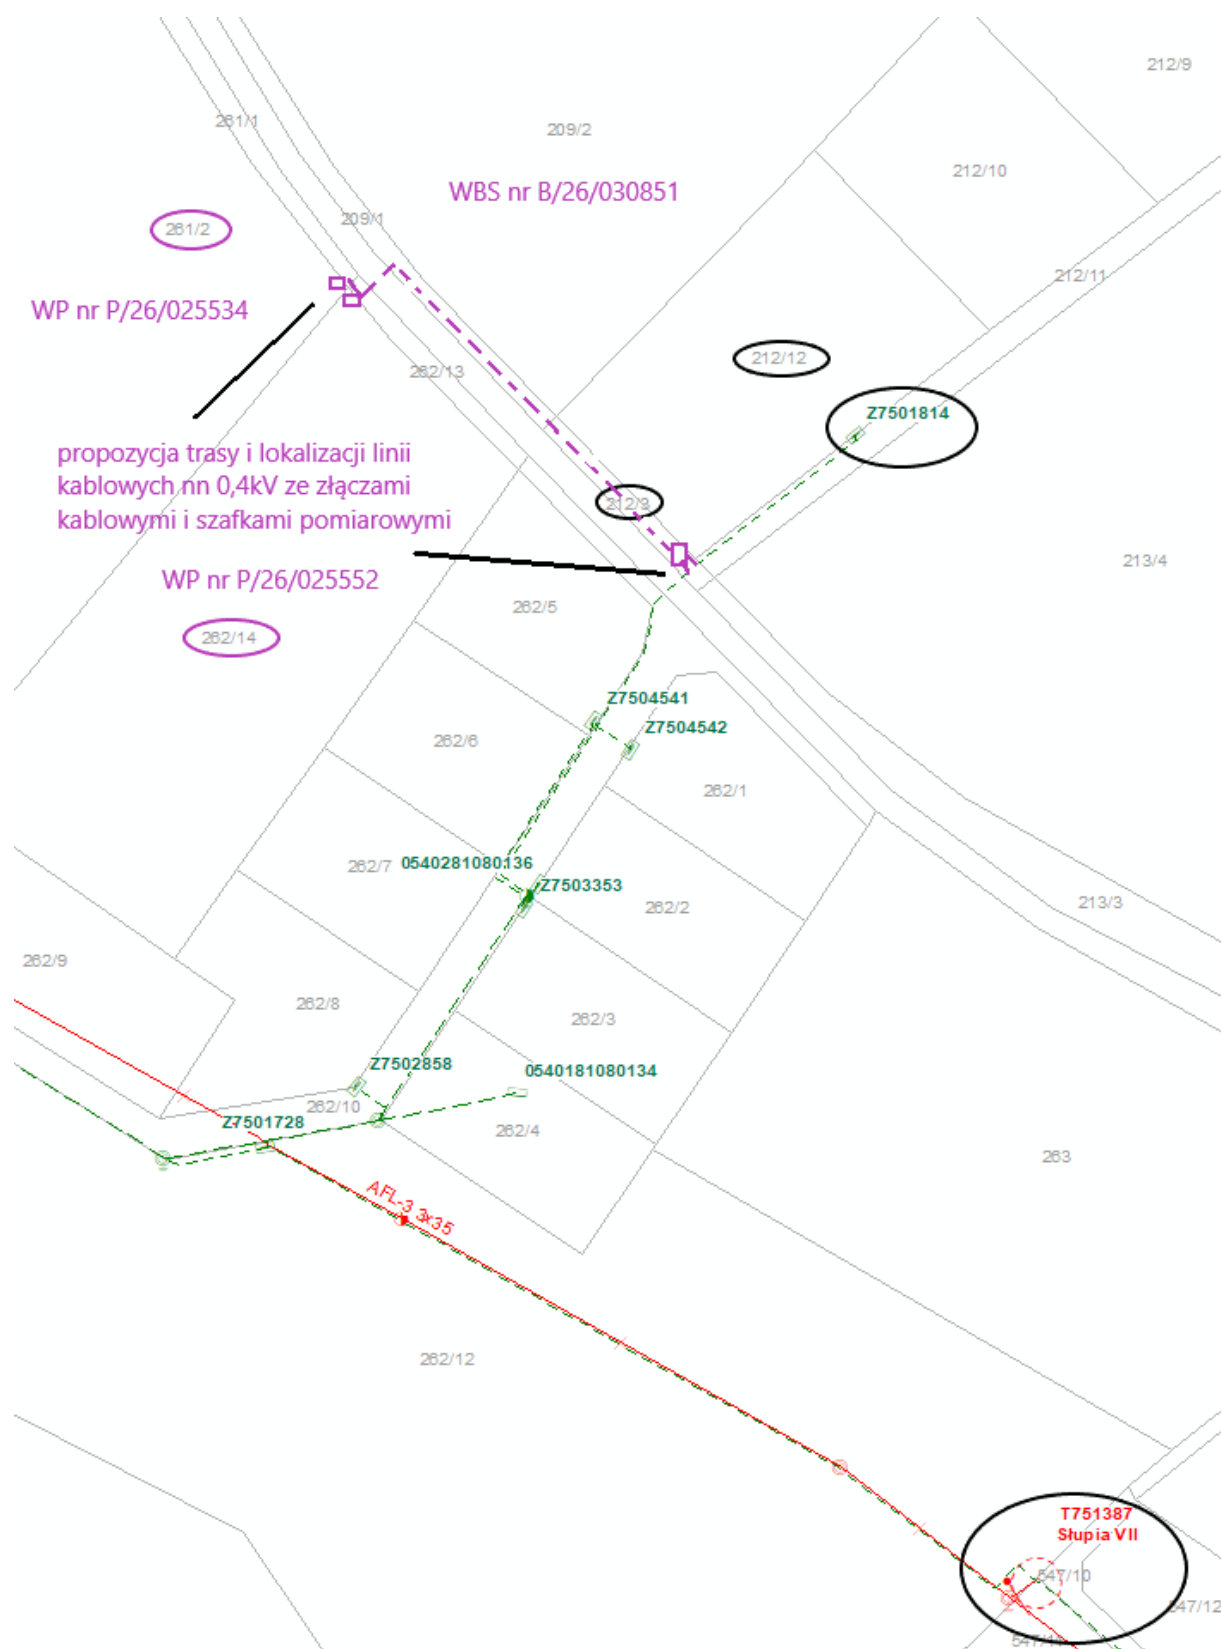 212/9
261/1
209/2
212/10
WBS nr B/26/030851
209/1
261/2
212/11
WP nr P/26/025534
212/12
262/13
Z7501814
propozycja trasy i lokalizacji linii
kablowych nn 0,4kV ze złączami
kablowymi i szafkami pomiarowymi
212/3
213/4
WP nr P/26/025552
262/5
262/14
Z7504541
Z7504542
262/6
262/1
262/7
0540281080136
Z7503353
262/2
213/3
262/9
262/8
262/3
Z7502858
0540181080134
262/10
Z7501728
262/4
263
AFL-3 3x35
262/12
T751387
Słupia VII
547/10
547/12